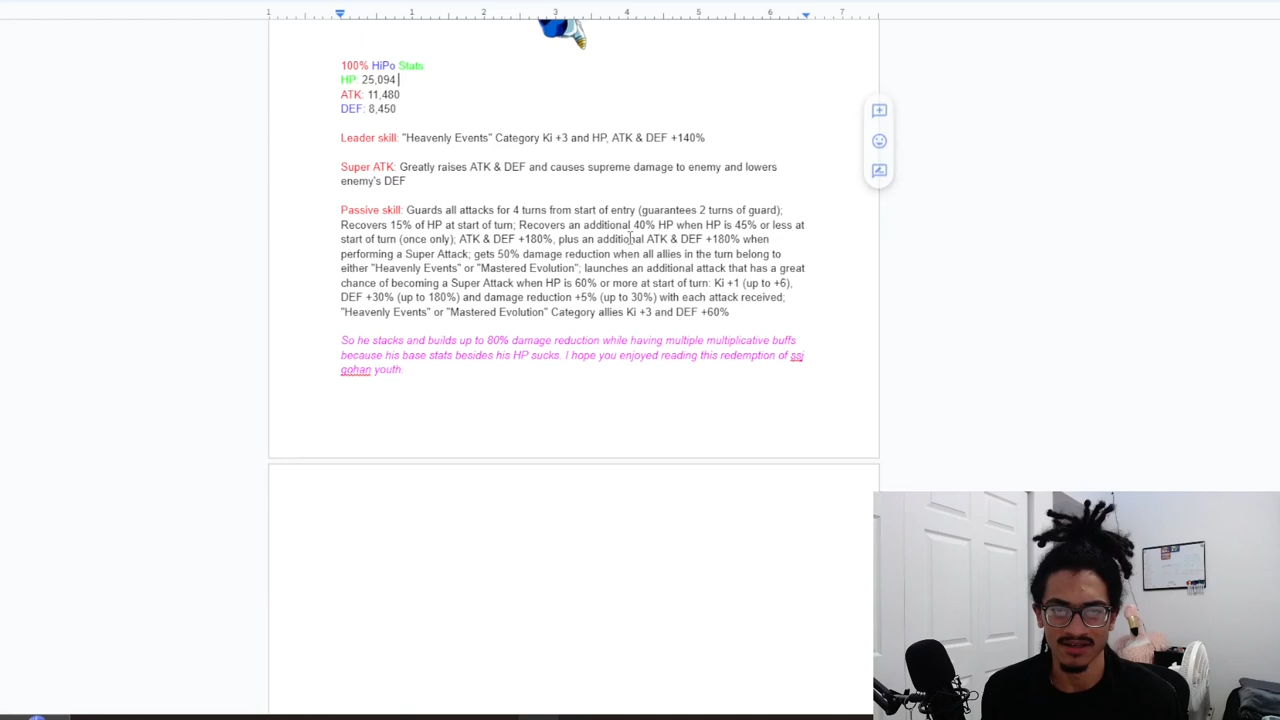 1 1 2 3 4 5 6 7
100% HiPo Stats
HP: 25,094
ATK: 11,480
DEF: 8,450
Leader skill: "Heavenly Events" Category Ki +3 and HP, ATK & DEF +140%
Super ATK: Greatly raises ATK & DEF and causes supreme damage to enemy and lowers
enemy's DEF
Passive skill: Guards all attacks for 4 turns from start of entry (guarantees 2 turns of guard);
Recovers 15% of HP at start of turn; Recovers an additional 40% HP when HP is 45% or less at
start of turn (once only); ATK & DEF +180%, plus an additional ATK & DEF +180% when
performing a Super Attack; gets 50% damage reduction when all allies in the turn belong to
either "Heavenly Events" or "Mastered Evolution"; launches an additional attack that has a great
chance of becoming a Super Attack when HP is 60% or more at start of turn: Ki +1 (up to +6),
DEF +30% (up to 180%) and damage reduction +5% (up to 30%) with each attack received;
"Heavenly Events" or "Mastered Evolution" Category allies Ki +3 and DEF +60%
So he stacks and builds up to 80% damage reduction while having multiple multiplicative buffs
because his base stats besides his HP sucks. I hope you enjoyed reading this redemption of ssj
gohan youth.